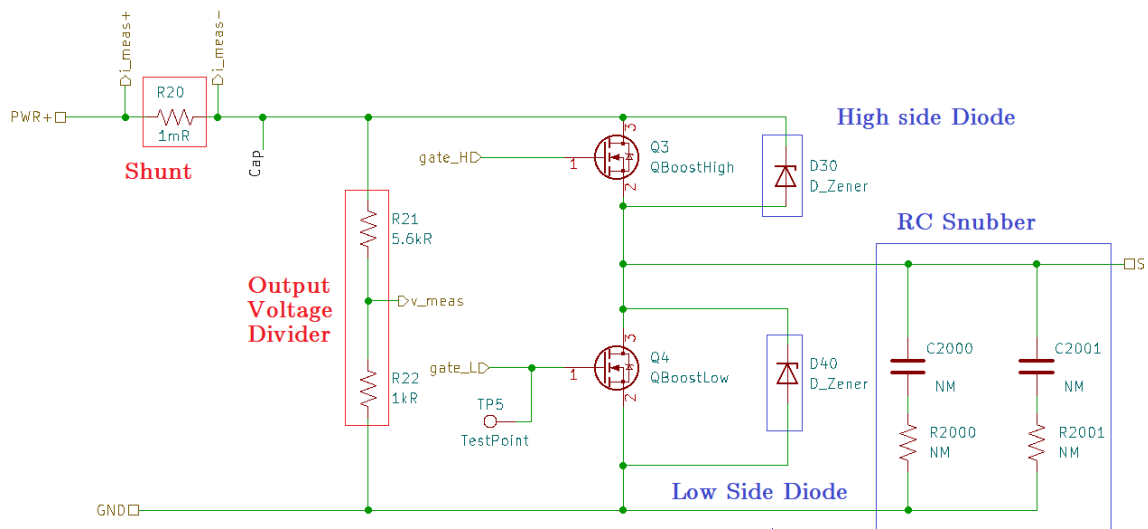 i_meas+
i_meas-
PWR+
R20
1mR
Shunt
Cap
gate_H
1
3
2
Q3
QBoostHigh
D30
D_Zener
High side Diode
R21
5.6kR
Output
Voltage
Divider
v_meas
RC Snubber
S
gate_L
1
3
2
Q4
QBoostLow
D40
D_Zener
C2000
NM
C2001
NM
R22
1kR
TP5
TestPoint
R2000
NM
R2001
NM
Low Side Diode
GND